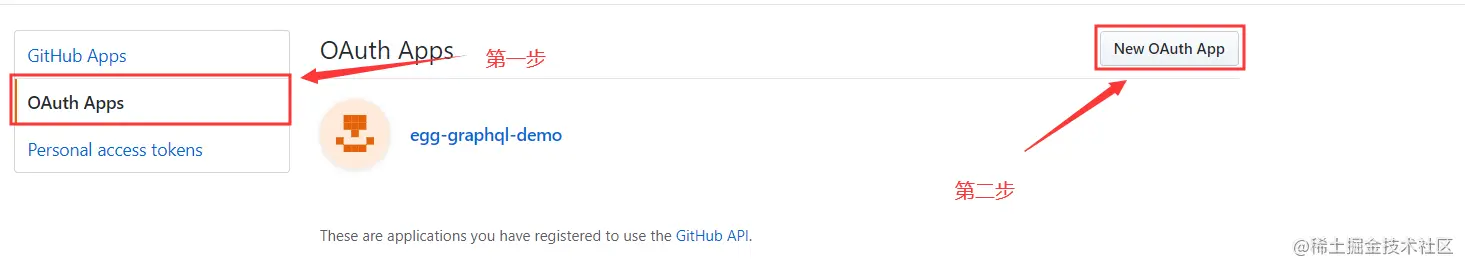 GitHub Apps
OAuth Apps
Personal access tokens
OAuth Apps
第一步
New OAuth App
egg-graphql-demo
第二步
These are applications you have registered to use the GitHub API.
@稀土掘金技术社区